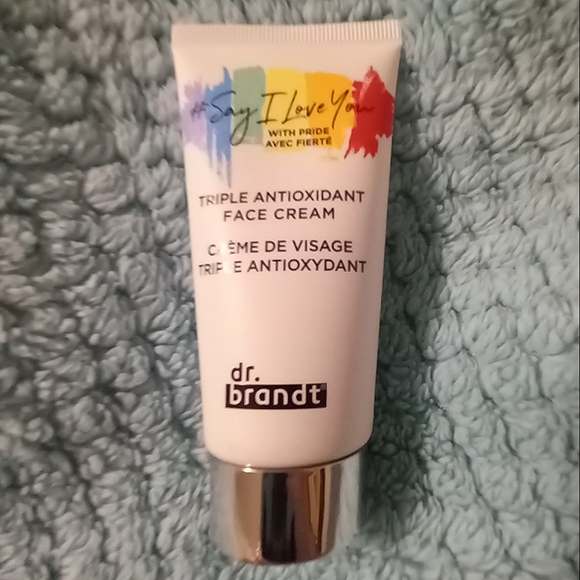 #Say I Love You
WITH PRIDE
AVEC FIERTÉ
TRIPLE ANTIOXIDANT
FACE CREAM
CRÈME DE VISAGE
TRIPLE ANTIOXYDANT
dr.
brandt®